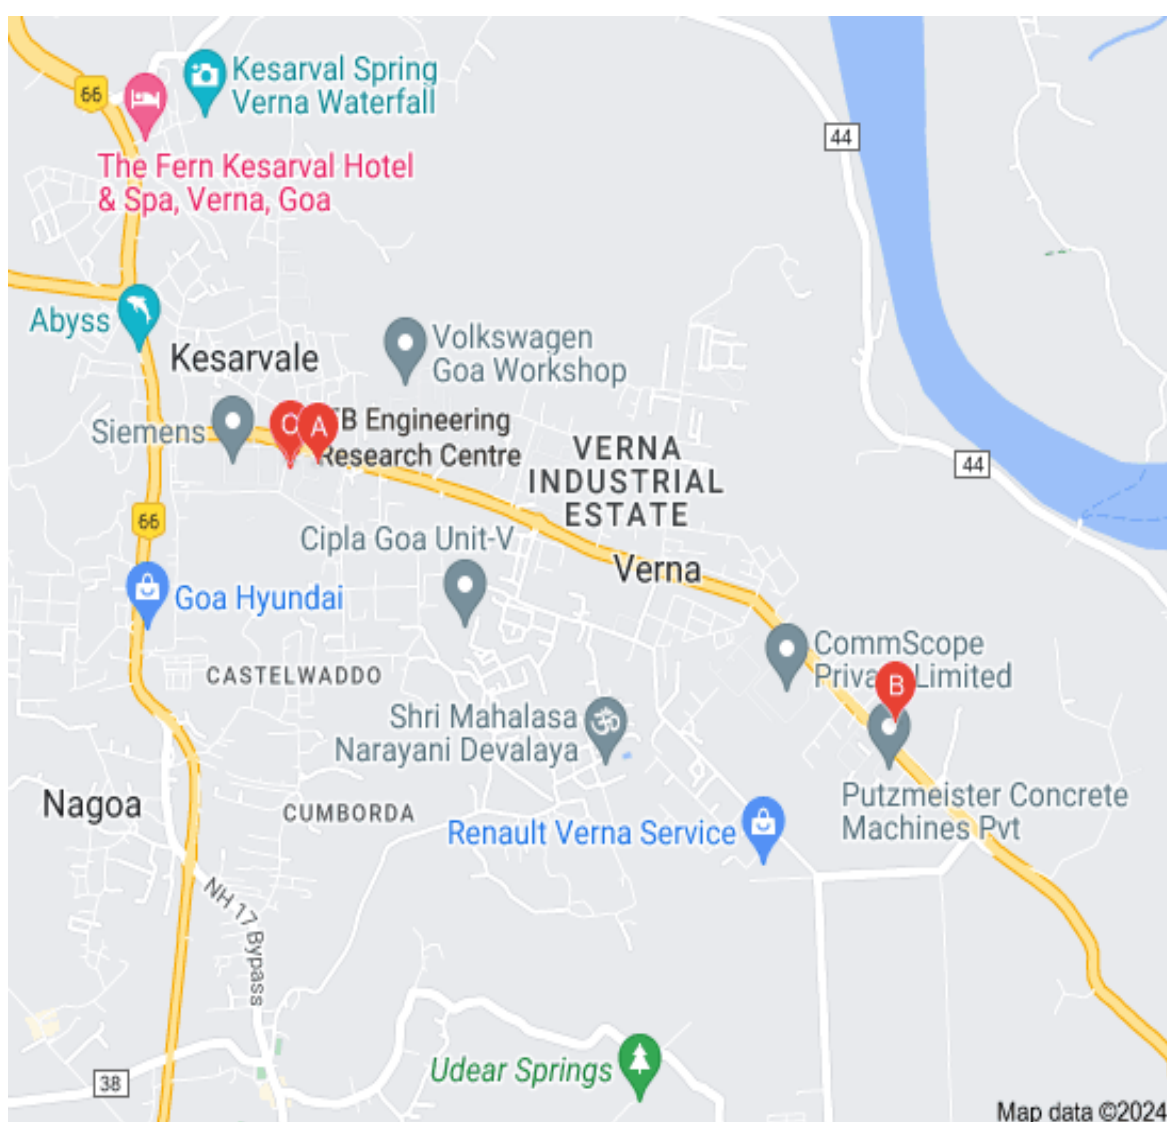 Kesarval Spring
Verna Waterfall
66
44
The Fern Kesarval Hotel
& Spa, Verna, Goa
Abyss
Volkswagen
Goa Workshop
Kesarvale
Siemens
C
A
TB Engineering
Research Centre
VERNA
INDUSTRIAL
ESTATE
44
66
Cipla Goa Unit-V
Verna
Goa Hyundai
CommScope
Private Limited
B
CASTELWADDO
Shri Mahalasa
Narayani Devalaya
ॐ
Nagoa
CUMBORDA
Putzmeister Concrete
Machines Pvt
Renault Verna Service
NH 17 Bypass
Udear Springs
38
Map data ©2024